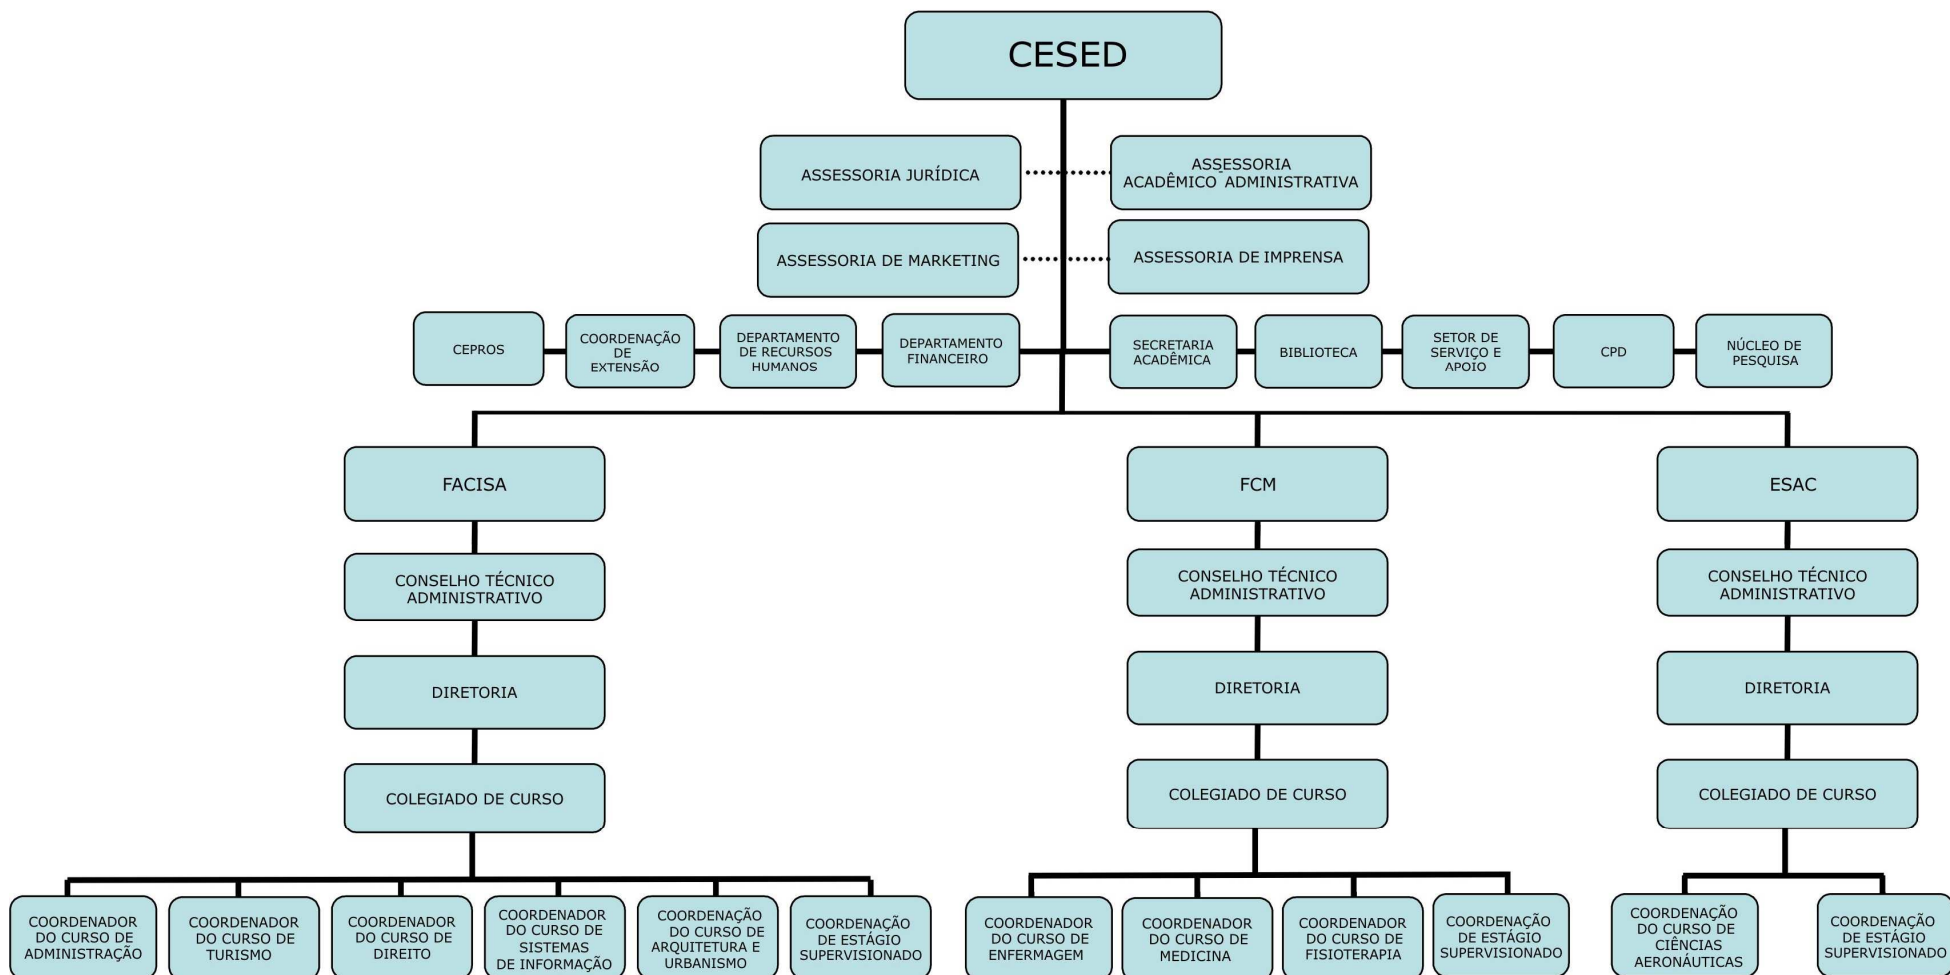 CESED
ASSESSORIA JURÍDICA
ASSESSORIA
ACADÊMICO-ADMINISTRATIVA
ASSESSORIA DE MARKETING
ASSESSORIA DE IMPRENSA
CEPROS
COORDENAÇÃO
DE
EXTENSÃO
DEPARTAMENTO
DE RECURSOS
HUMANOS
DEPARTAMENTO
FINANCEIRO
SECRETARIA
ACADÊMICA
BIBLIOTECA
SETOR DE
SERVIÇO E
APOIO
CPD
NÚCLEO DE
PESQUISA
FACISA
FCM
ESAC
CONSELHO TÉCNICO
ADMINISTRATIVO
CONSELHO TÉCNICO
ADMINISTRATIVO
CONSELHO TÉCNICO
ADMINISTRATIVO
DIRETORIA
DIRETORIA
DIRETORIA
COLEGIADO DE CURSO
COLEGIADO DE CURSO
COLEGIADO DE CURSO
COORDENADOR
DO CURSO DE
ADMINISTRAÇÃO
COORDENADOR
DO CURSO DE
TURISMO
COORDENADOR
DO CURSO DE
DIREITO
COORDENADOR
DO CURSO DE
SISTEMAS
DE INFORMAÇÃO
COORDENAÇÃO
DO CURSO DE
ARQUITETURA E
URBANISMO
COORDENAÇÃO
DE ESTÁGIO
SUPERVISIONADO
COORDENADOR
DO CURSO DE
ENFERMAGEM
COORDENADOR
DO CURSO DE
MEDICINA
COORDENADOR
DO CURSO DE
FISIOTERAPIA
COORDENAÇÃO
DE ESTÁGIO
SUPERVISIONADO
COORDENAÇÃO
DO CURSO DE
CIÊNCIAS
AERONÁUTICAS
COORDENAÇÃO
DE ESTÁGIO
SUPERVISIONADO